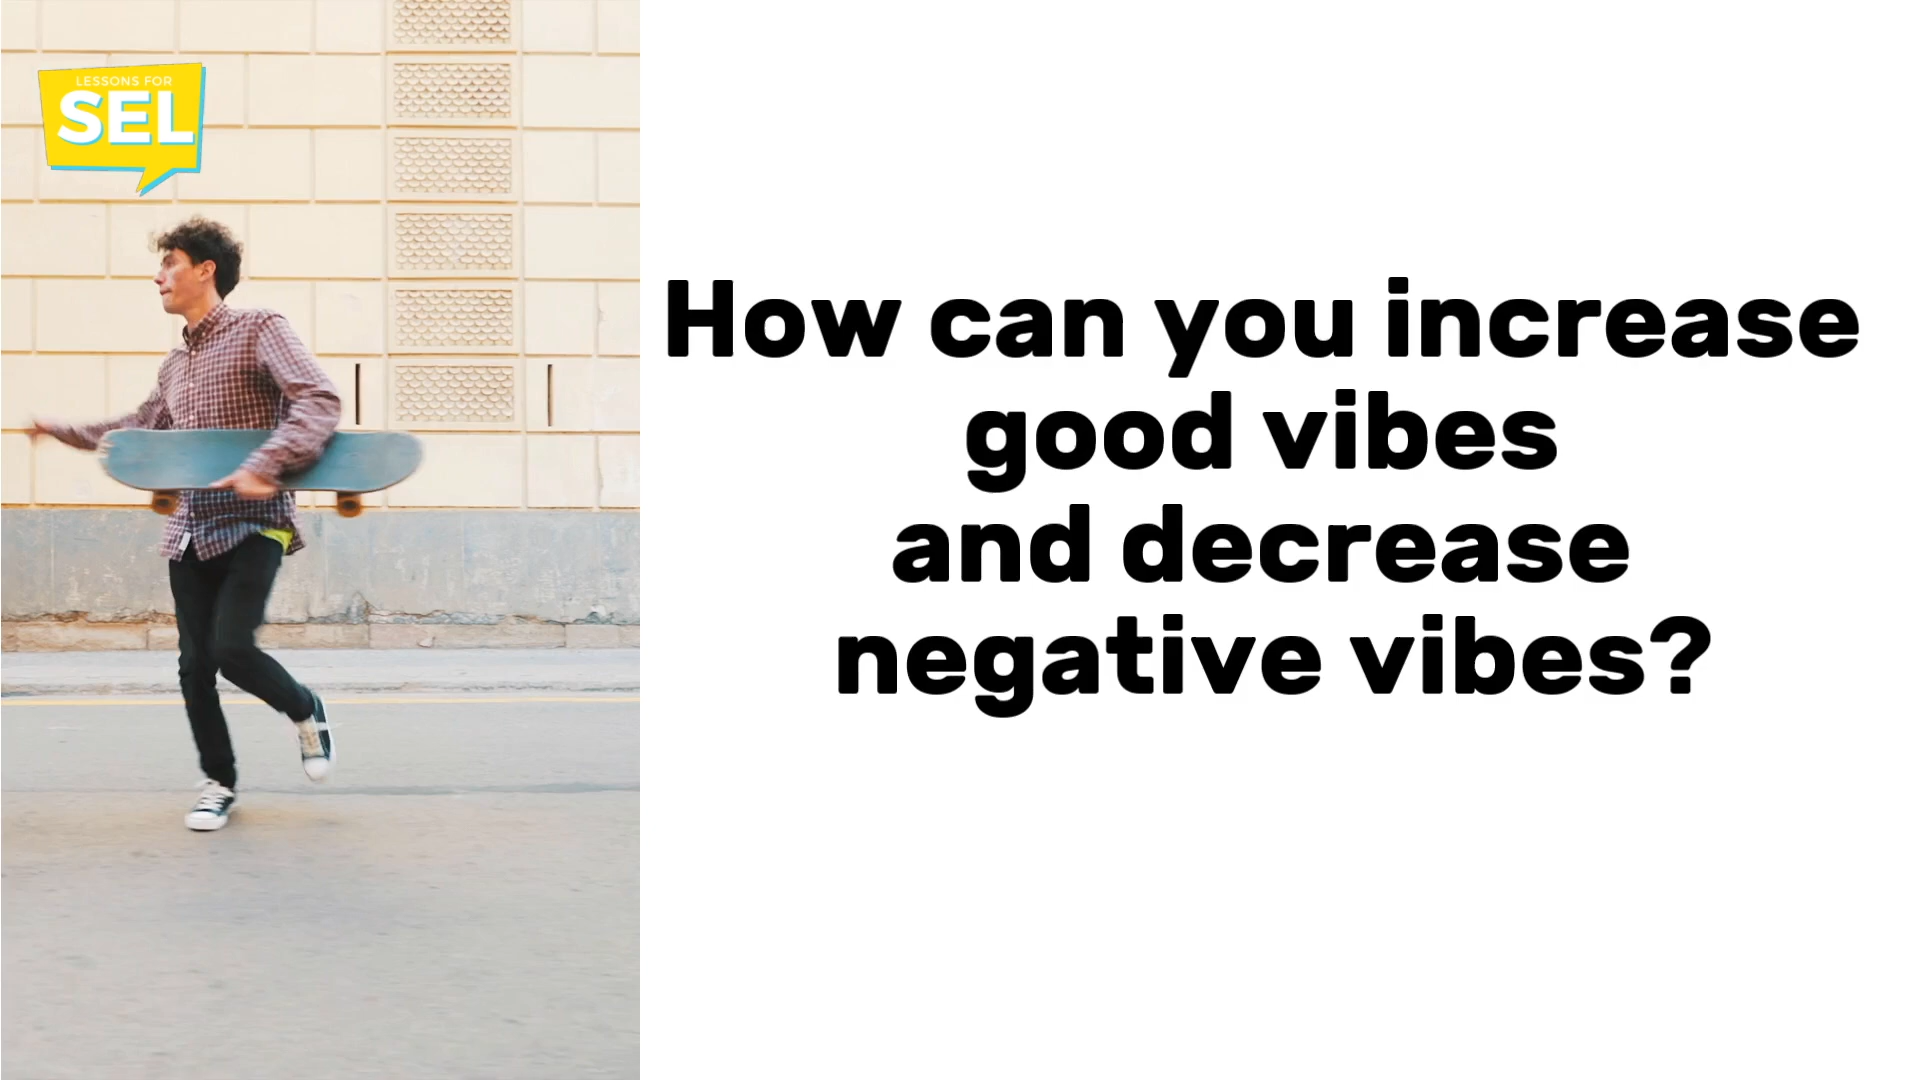 LESSONS FOR
SEL
How can you increase
good vibes
and decrease
negative vibes?